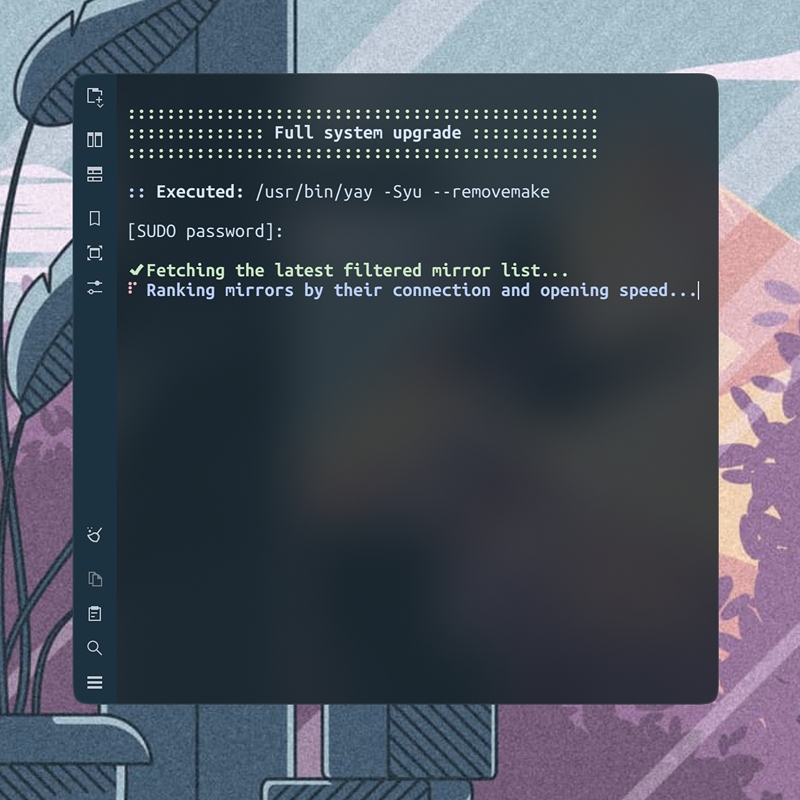 ::::::::::::::::::::::::::::::::::::::::::::::::
:::::::::::::: Full system upgrade :::::::::::::
::::::::::::::::::::::::::::::::::::::::::::::::
:: Executed: /usr/bin/yay -Syu --removemake
[SUDO password]:
✔Fetching the latest filtered mirror list...
⠏ Ranking mirrors by their connection and opening speed...